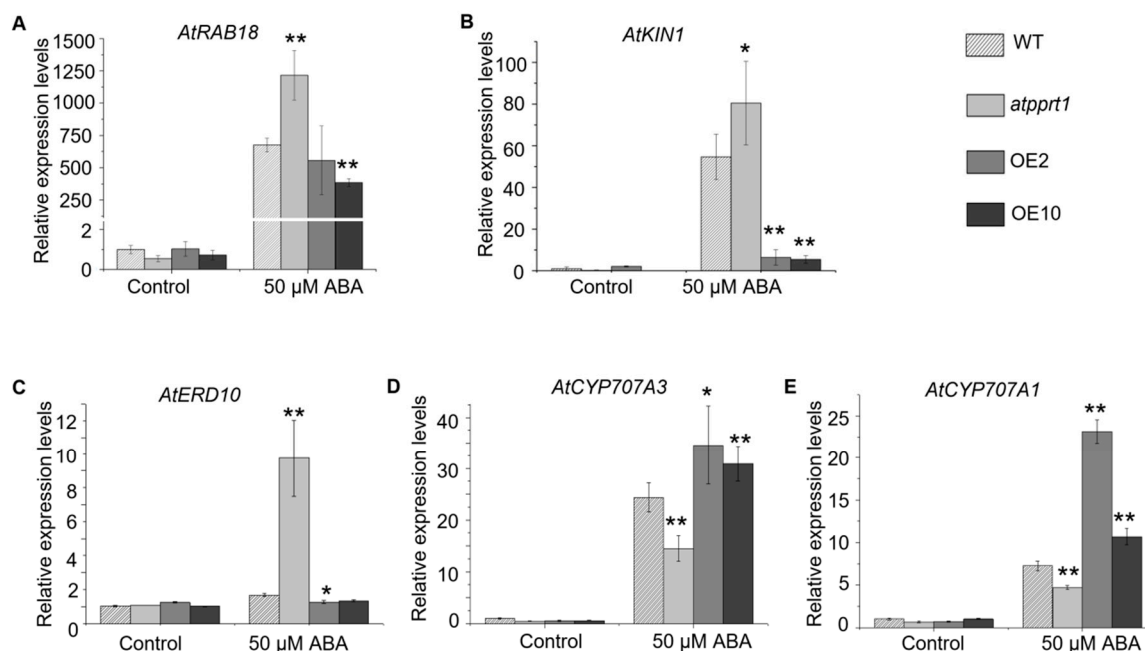 A
AtRAB18
Relative expression levels
1500
1250
1000
750
500
250
2
0
**
**
Control
50 µM ABA
B
AtKIN1
Relative expression levels
100
80
60
40
20
0
*
**
**
Control
50 µM ABA
WT
atpprt1
OE2
OE10
C
AtERD10
Relative expression levels
12
10
8
6
4
2
0
**
*
Control
50 µM ABA
D
AtCYP707A3
Relative expression levels
40
30
20
10
0
**
*
**
Control
50 µM ABA
E
AtCYP707A1
Relative expression levels
25
20
15
10
5
0
**
**
**
Control
50 µM ABA